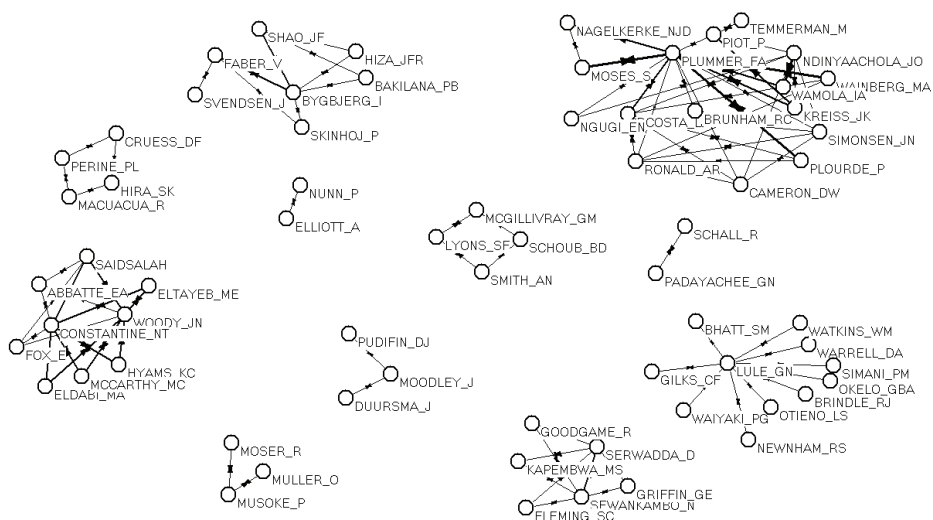 NAGELKERKE_NJD
TEMMERMAN_M
SHAO_JF
PIOT_P
HIZA_JFR
NDINYAACHOLA_JO
FABER_V
PLUMMER_FA
MOSES_S
BAKILANA_PB
WAINBERG_MA
SVENDSEN_J
BYGBJERG_I
WAMOLA_IA
KREISS_JK
SKINHOJ_P
NGUGI_EN
COSTA_L
BRUNHAM_RC
CRUESS_DF
SIMONSEN_JN
PERINE_PL
RONALD_AR
PLOURDE_P
HIRA_SK
NUNN_P
CAMERON_DW
MACUACUA_R
ELLIOTT_A
MCGILLIVRAY_GM
SCHALL_R
LYONS_SF
SCHOUB_BD
SAIDSALAH
SMITH_AN
PADAYACHEE_GN
ABBATTE_EA
ELTAYEB_ME
WOODY_JN
BHATT_SM
WATKINS_WM
CONSTANTINE_NT
PUDIFIN_DJ
WARRELL_DA
FOX_E
HYAMS_KC
GILKS_CF
LULE_GN
SIMANI_PM
MCCARTHY_MC
MOODLEY_J
OKELO_GBA
ELDABI_MA
BRINDLE_RJ
DUURSMA_J
WAIYAKI_PG
OTIENO_LS
GOODGAME_R
NEWNHAM_RS
MOSER_R
SERWADDA_D
KAPEMBWA_MS
MULLER_O
GRIFFIN_GE
MUSOKE_P
SEWANKAMBO_N
FLEMING_SC